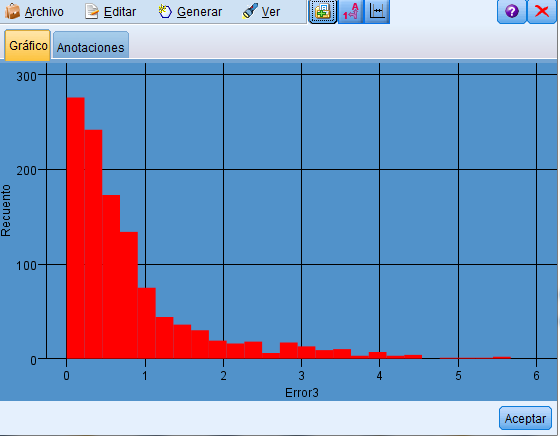 Archivo Editar Generar Ver
Gráfico Anotaciones
Recuento
300
200
100
0
0 1 2 3 4 5 6
Error3
Aceptar